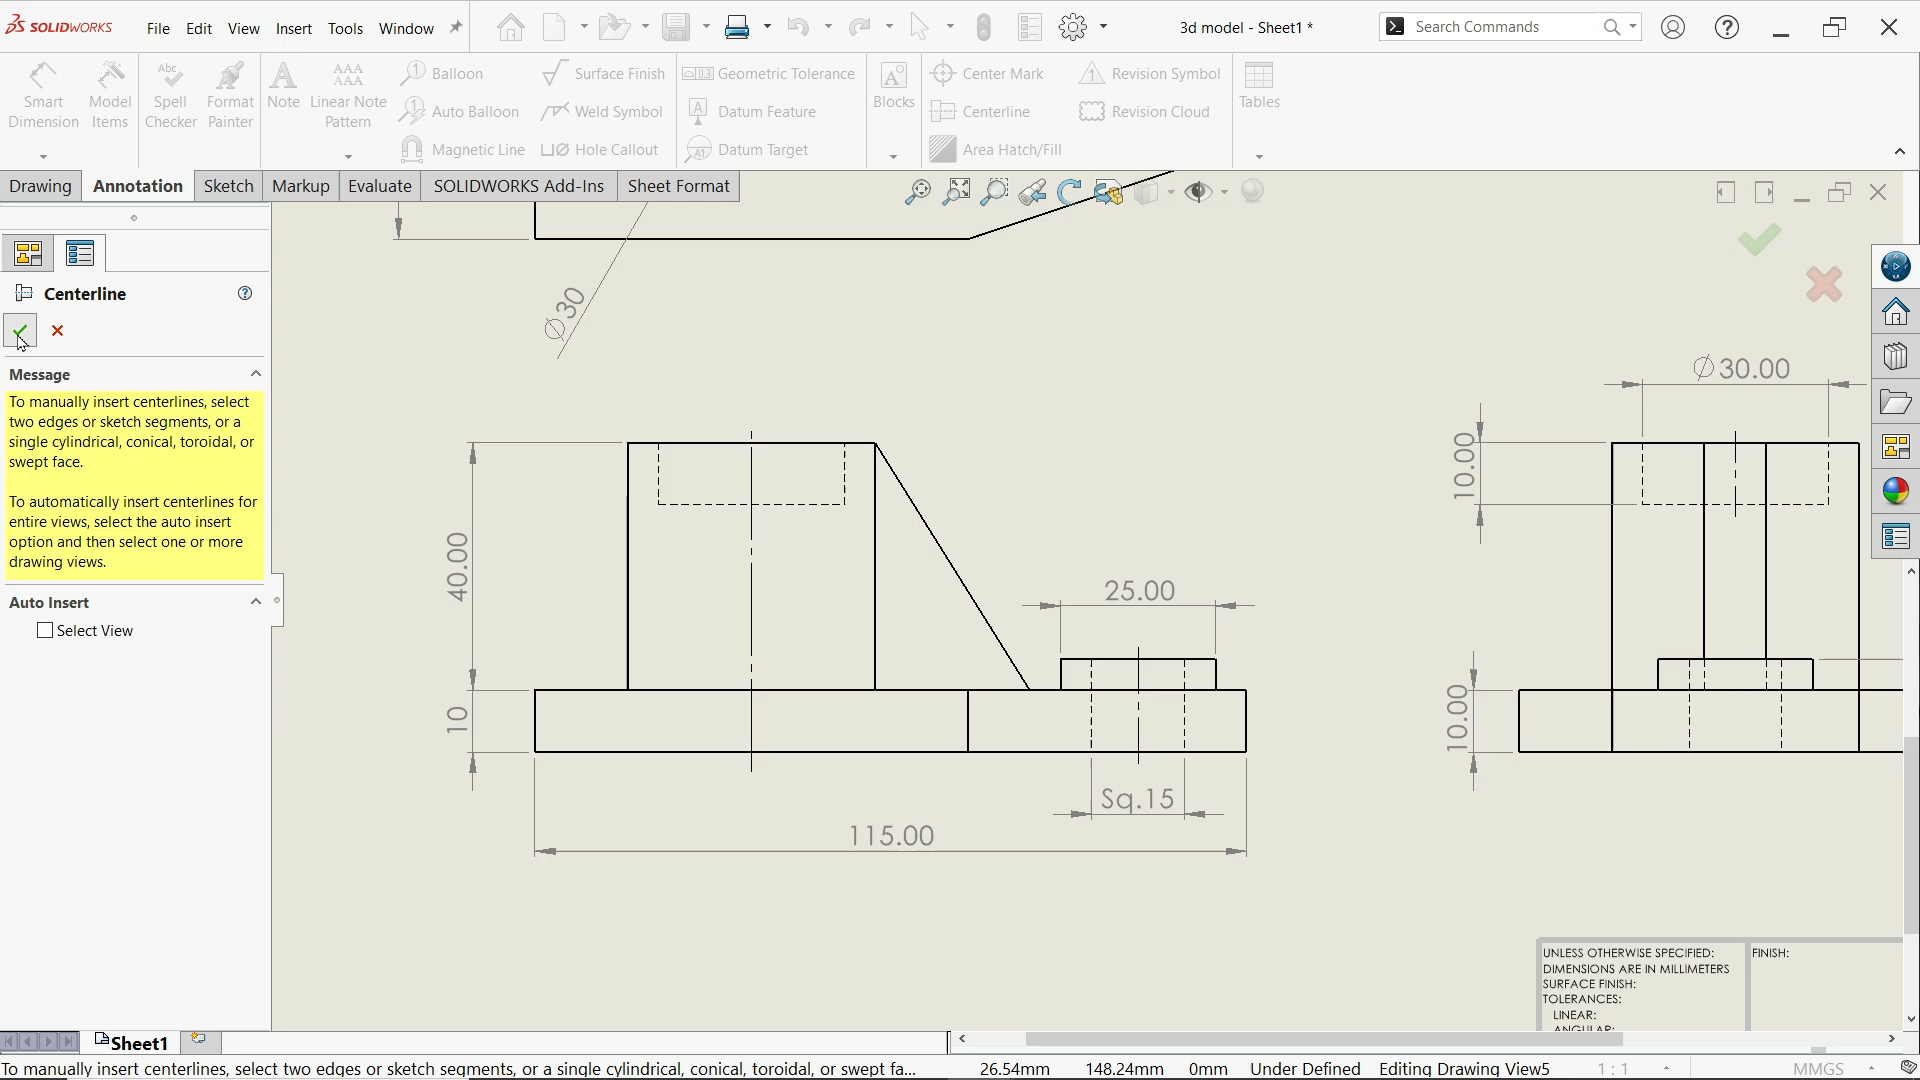 SOLIDWORKS
File Edit View Insert Tools Window
3d model - Sheet1 *
Search Commands
Smart Dimension
Model Items
Spell Checker
Format Painter
Note
Linear Note Pattern
Balloon
Auto Balloon
Magnetic Line
Surface Finish
Weld Symbol
Hole Callout
Geometric Tolerance
Datum Feature
Datum Target
Blocks
Center Mark
Centerline
Area Hatch/Fill
Revision Symbol
Revision Cloud
Tables
Drawing Annotation Sketch Markup Evaluate SOLIDWORKS Add-Ins Sheet Format
Centerline
Message
To manually insert centerlines, select
two edges or sketch segments, or a
single cylindrical, conical, toroidal, or
swept face.
To automatically insert centerlines for
entire views, select the auto insert
option and then select one or more
drawing views.
Auto Insert
Select View
∅30
∅30.00
10.00
40.00
25.00
10
10.00
Sq.15
115.00
UNLESS OTHERWISE SPECIFIED:
DIMENSIONS ARE IN MILLIMETERS
SURFACE FINISH:
TOLERANCES:
LINEAR:
ANGULAR:
FINISH:
Sheet1
To manually insert centerlines, select two edges or sketch segments, or a single cylindrical, conical, toroidal, or swept fa...
26.54mm 148.24mm 0mm Under Defined Editing Drawing View5 1 : 1 MMGS